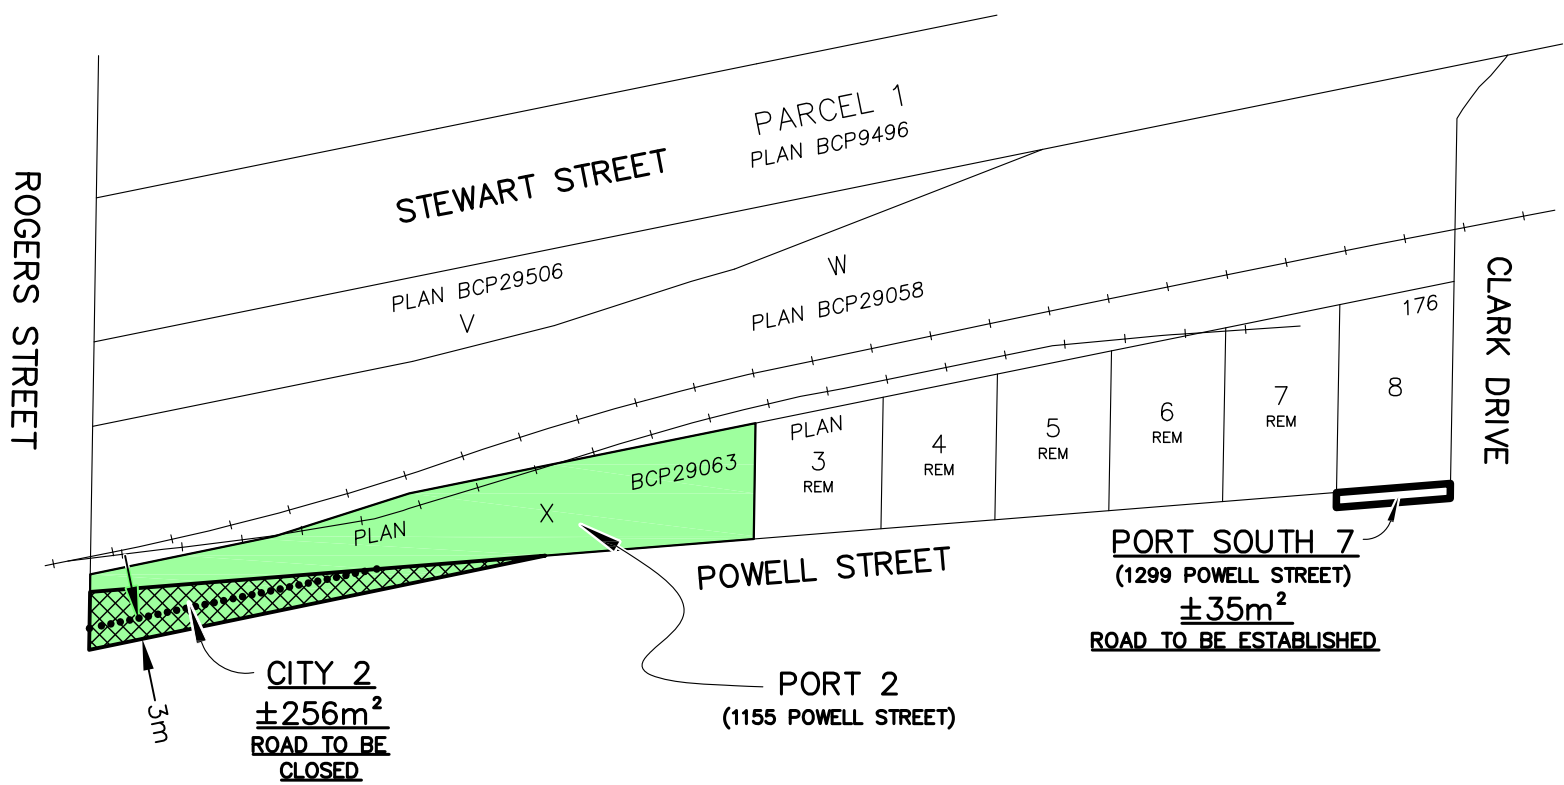 PARCEL 1
PLAN BCP9496
STEWART STREET
ROGERS STREET
PLAN BCP29506
V
W
PLAN BCP29058
CLARK DRIVE
176
PLAN
3
REM
4
REM
5
REM
6
REM
7
REM
8
BCP29063
PLAN
X
POWELL STREET
PORT SOUTH 7
(1299 POWELL STREET)
±35m²
ROAD TO BE ESTABLISHED
CITY 2
±256m²
ROAD TO BE
CLOSED
3m
PORT 2
(1155 POWELL STREET)